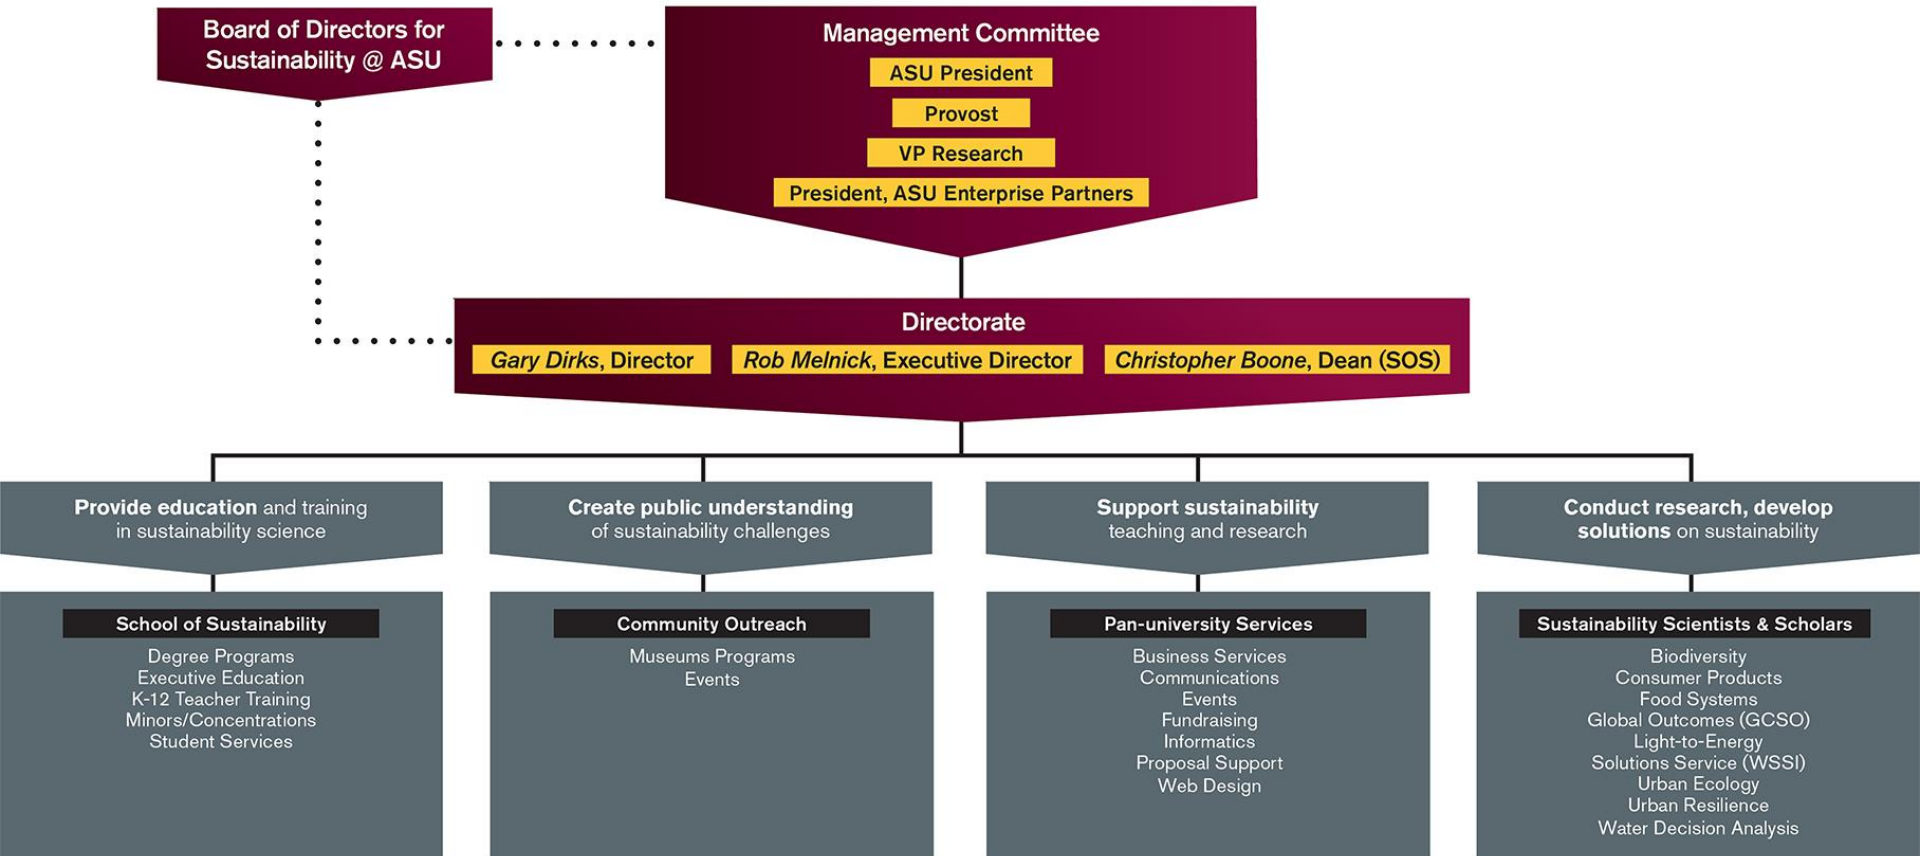 Board of Directors for
Sustainability @ ASU
Management Committee
ASU President
Provost
VP Research
President, ASU Enterprise Partners
Directorate
Gary Dirks, Director
Rob Melnick, Executive Director
Christopher Boone, Dean (SOS)
Provide education and training
in sustainability science
Create public understanding
of sustainability challenges
Support sustainability
teaching and research
Conduct research, develop
solutions on sustainability
School of Sustainability
Degree Programs
Executive Education
K-12 Teacher Training
Minors/Concentrations
Student Services
Community Outreach
Museums Programs
Events
Pan-university Services
Business Services
Communications
Events
Fundraising
Informatics
Proposal Support
Web Design
Sustainability Scientists & Scholars
Biodiversity
Consumer Products
Food Systems
Global Outcomes (GCSO)
Light-to-Energy
Solutions Service (WSSI)
Urban Ecology
Urban Resilience
Water Decision Analysis